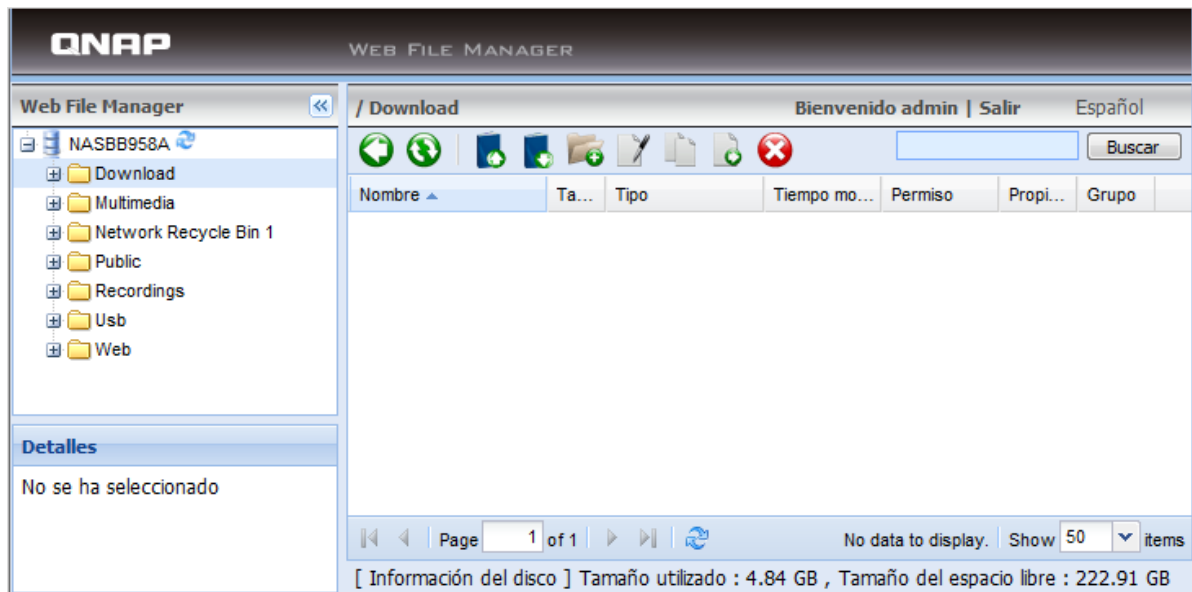 QNAP WEB FILE MANAGER
Web File Manager
NASBB958A
Download
Multimedia
Network Recycle Bin 1
Public
Recordings
Usb
Web
Detalles
No se ha seleccionado
/ Download Bienvenido admin | Salir Español
Buscar
Nombre Ta... Tipo Tiempo mo... Permiso Propi... Grupo
Page 1 of 1 No data to display. Show 50 items
[ Información del disco ] Tamaño utilizado : 4.84 GB , Tamaño del espacio libre : 222.91 GB